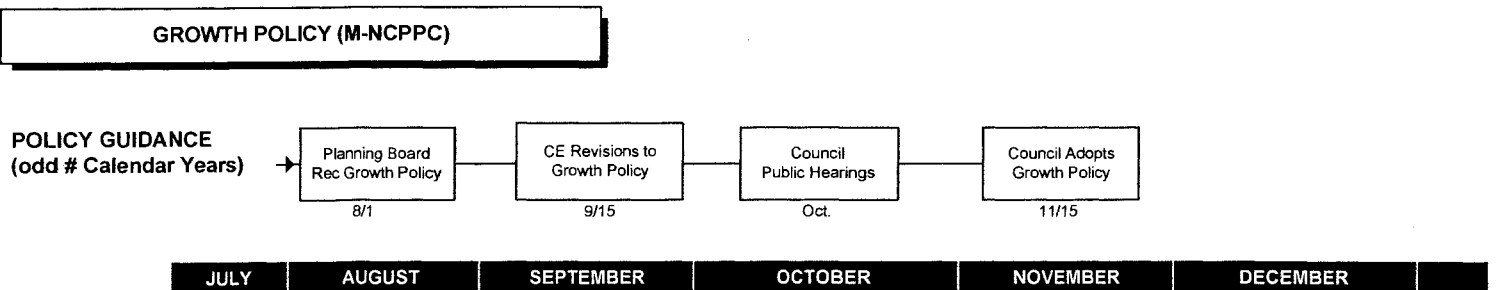 GROWTH POLICY (M-NCPPC)
POLICY GUIDANCE
(odd # Calendar Years)
Planning Board
Rec Growth Policy
8/1
CE Revisions to
Growth Policy
9/15
Council
Public Hearings
Oct.
Council Adopts
Growth Policy
11/15
JULY AUGUST SEPTEMBER OCTOBER NOVEMBER DECEMBER